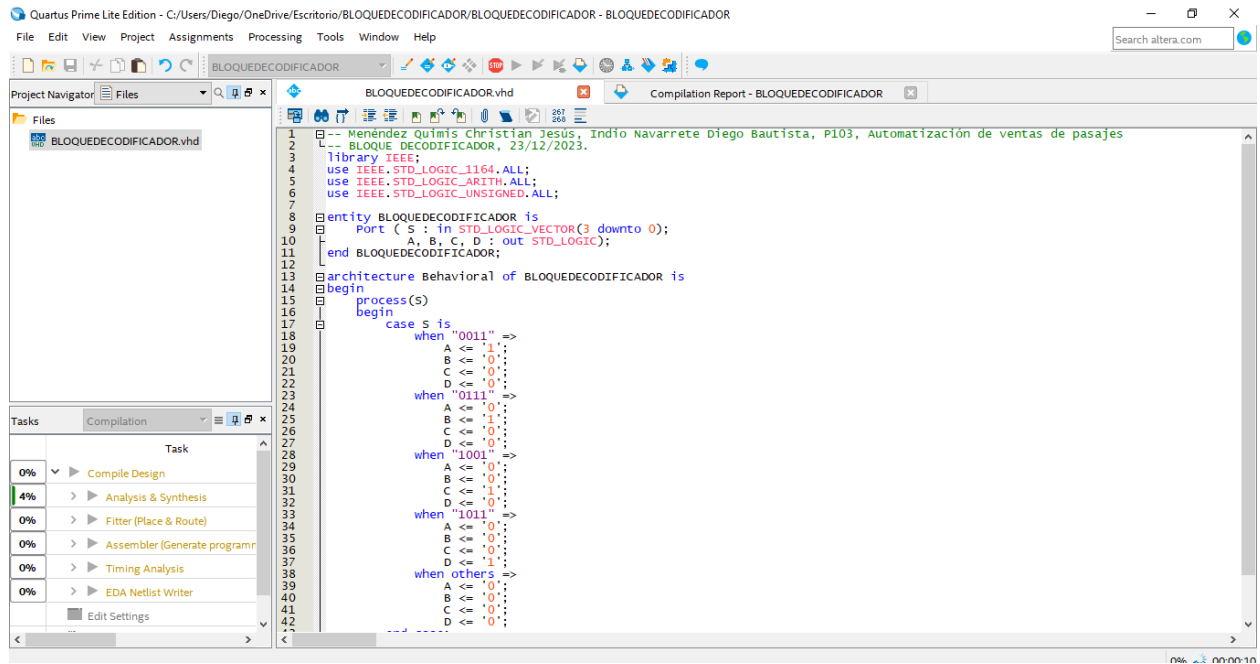 Quartus Prime Lite Edition - C:/Users/Diego/OneDrive/Escritorio/BLOQUEDECODIFICADOR/BLOQUEDECODIFICADOR - BLOQUEDECODIFICADOR
File Edit View Project Assignments Processing Tools Window Help
Search altera.com
BLOQUEDECODIFICADOR
Project Navigator Files
BLOQUEDECODIFICADOR.vhd
Compilation Report - BLOQUEDECODIFICADOR
Files
BLOQUEDECODIFICADOR.vhd
267
268
1 -- Menéndez Quimis Christian Jesús, Indio Navarrete Diego Bautista, P103, Automatización de ventas de pasajes
2 -- BLOQUE DECODIFICADOR, 23/12/2023.
3 library IEEE;
4 use IEEE.STD_LOGIC_1164.ALL;
5 use IEEE.STD_LOGIC_ARITH.ALL;
6 use IEEE.STD_LOGIC_UNSIGNED.ALL;
7
8 entity BLOQUEDECODIFICADOR is
9 Port ( S : in STD_LOGIC_VECTOR(3 downto 0);
10 A, B, C, D : out STD_LOGIC);
11 end BLOQUEDECODIFICADOR;
12
13 architecture Behavioral of BLOQUEDECODIFICADOR is
14 begin
15 process(S)
16 begin
17 case S is
18 when "0011" =>
19 A <= '1';
20 B <= '0';
21 C <= '0';
22 D <= '0';
23 when "0111" =>
24 A <= '0';
25 B <= '1';
26 C <= '0';
27 D <= '0';
28 when "1001" =>
29 A <= '0';
30 B <= '0';
31 C <= '1';
32 D <= '0';
33 when "1011" =>
34 A <= '0';
35 B <= '0';
36 C <= '0';
37 D <= '1';
38 when others =>
39 A <= '0';
40 B <= '0';
41 C <= '0';
42 D <= '0';
Tasks Compilation
Task
0% Compile Design
4% Analysis & Synthesis
0% Fitter (Place & Route)
0% Assembler (Generate programr
0% Timing Analysis
0% EDA Netlist Writer
Edit Settings
0% 00:00:10